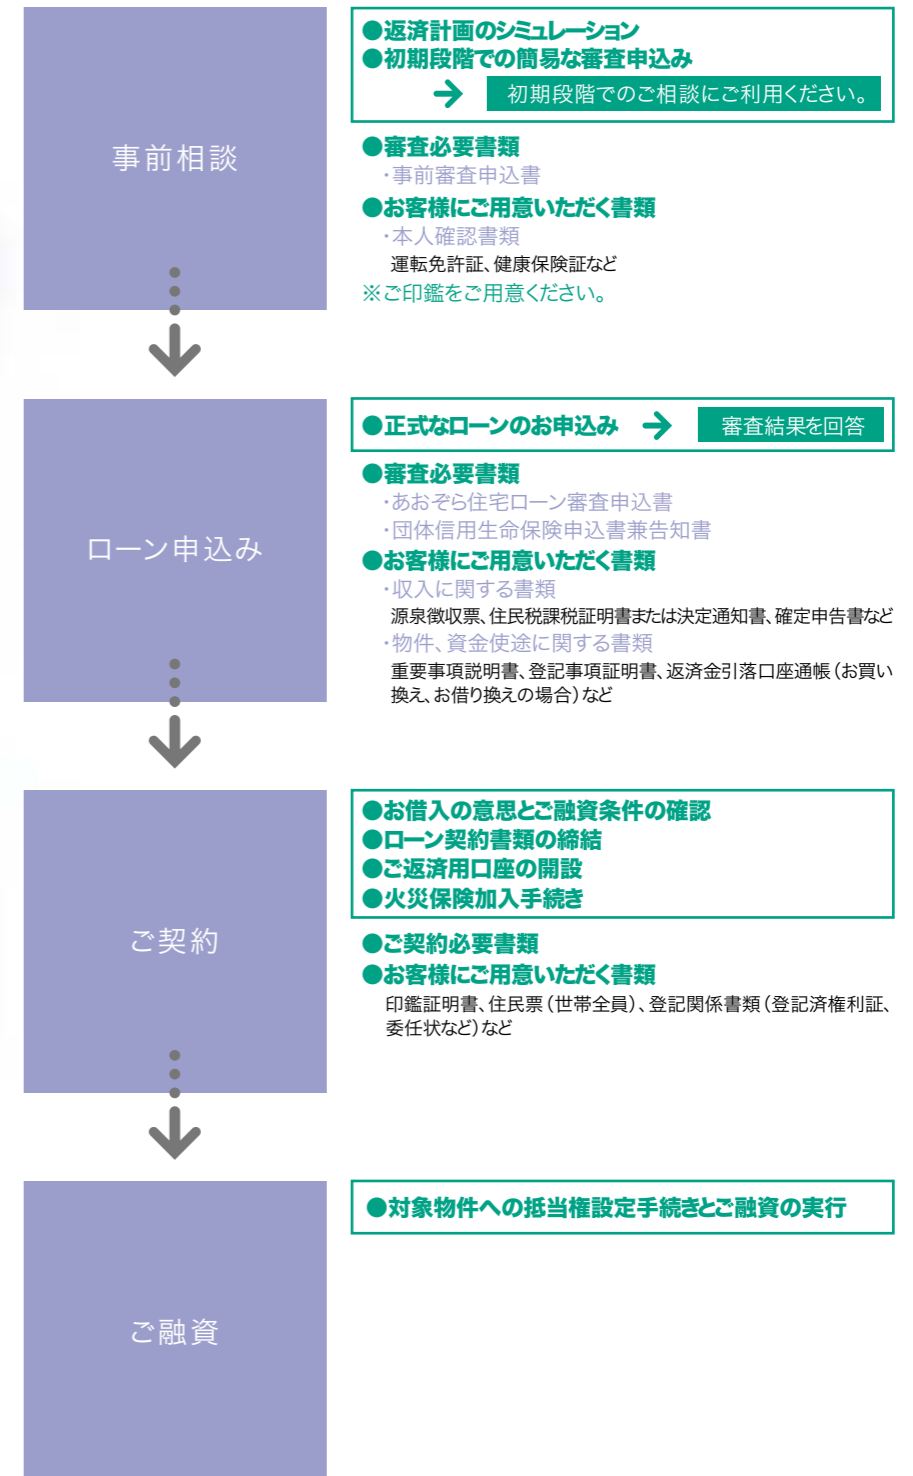 事前相談
●返済計画のシミュレーション
●初期段階での簡易な審査申込み
→ 初期段階でのご相談にご利用ください。
●審査必要書類
・事前審査申込書
●お客様にご用意いただく書類
・本人確認書類
運転免許証、健康保険証など
※ご印鑑をご用意ください。
ローン申込み
●正式なローンのお申込み → 審査結果を回答
●審査必要書類
・あおぞら住宅ローン審査申込書
・団体信用生命保険申込書兼告知書
●お客様にご用意いただく書類
・収入に関する書類
源泉徴収票、住民税課税証明書または決定通知書、確定申告書など
・物件、資金使途に関する書類
重要事項説明書、登記事項証明書、返済金引落口座通帳（お買い
換え、お借り換えの場合）など
ご契約
●お借入の意思とご融資条件の確認
●ローン契約書類の締結
●ご返済用口座の開設
●火災保険加入手続き
●ご契約必要書類
●お客様にご用意いただく書類
印鑑証明書、住民票（世帯全員）、登記関係書類（登記済権利証、
委任状など）など
ご融資
●対象物件への抵当権設定手続きとご融資の実行